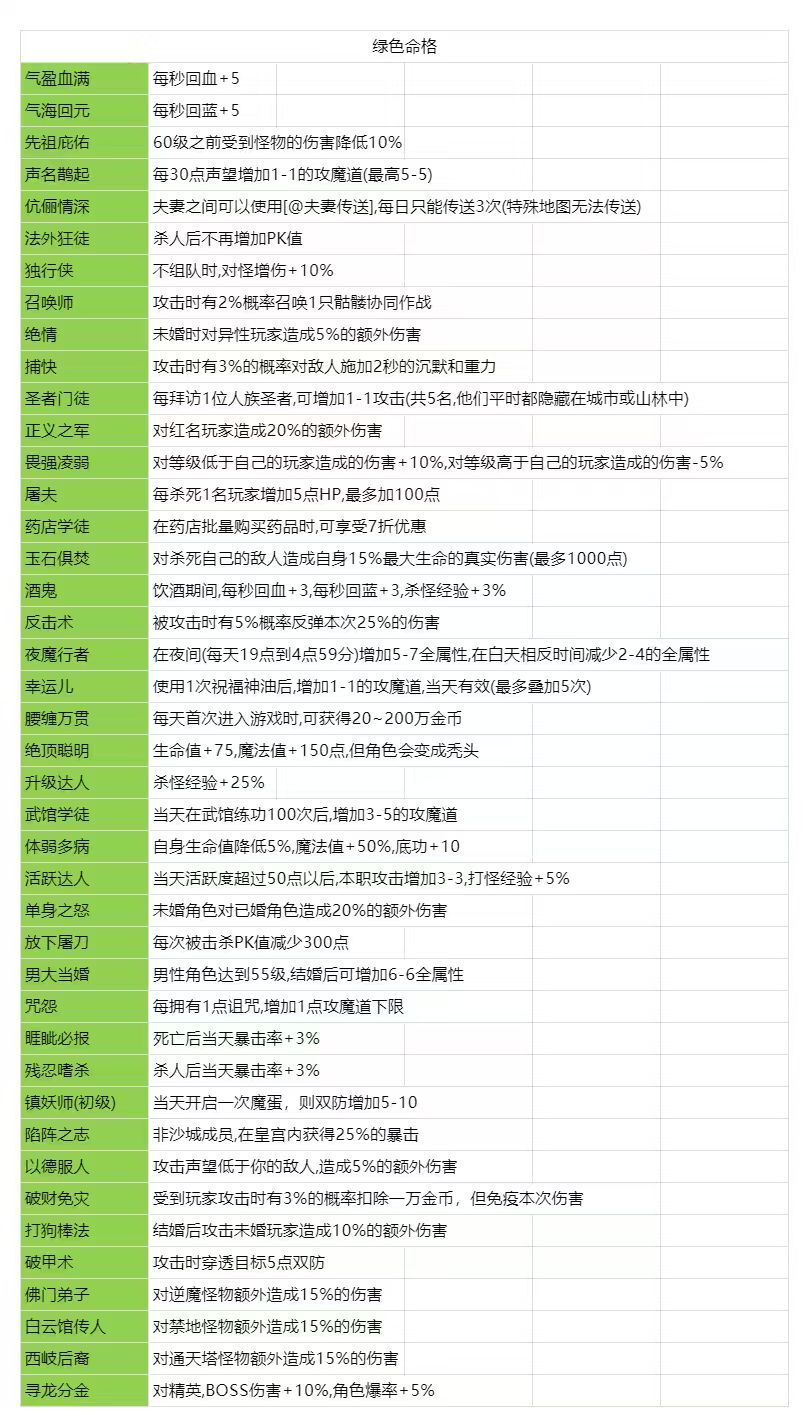 绿色命格
气盈血满 每秒回血+5
气海回元 每秒回蓝+5
先祖庇佑 60级之前受到怪物的伤害降低10%
声名鹊起 每30点声望增加1-1的攻魔道(最高5-5)
伉俪情深 夫妻之间可以使用[@夫妻传送],每日只能传送3次(特殊地图无法传送)
法外狂徒 杀人后不再增加PK值
独行侠 不组队时,对怪增伤+10%
召唤师 攻击时有2%概率召唤1只骷髅协同作战
绝情 未婚时对异性玩家造成5%的额外伤害
捕快 攻击时有3%的概率对敌人施加2秒的沉默和重力
圣者门徒 每拜访1位人族圣者,可增加1-1攻击(共5名,他们平时都隐藏在城市或山林中)
正义之军 对红名玩家造成20%的额外伤害
畏强凌弱 对等级低于自己的玩家造成的伤害+10%,对等级高于自己的玩家造成的伤害-5%
屠夫 每杀死1名玩家增加5点HP,最多加100点
药店学徒 在药店批量购买药品时,可享受7折优惠
玉石俱焚 对杀死自己的敌人造成自身15%最大生命的真实伤害(最多1000点)
酒鬼 饮酒期间,每秒回血+3,每秒回蓝+3,杀怪经验+3%
反击术 被攻击时有5%概率反弹本次25%的伤害
夜魔行者 在夜间(每天19点到4点59分)增加5-7全属性,在白天相反时间减少2-4的全属性
幸运儿 使用1次祝福神油后,增加1-1的攻魔道,当天有效(最多叠加5次)
腰缠万贯 每天首次进入游戏时,可获得20~200万金币
绝顶聪明 生命值+75,魔法值+150点,但角色会变成秃头
升级达人 杀怪经验+25%
武馆学徒 当天在武馆练功100次后,增加3-5的攻魔道
体弱多病 自身生命值降低5%,魔法值+50%,底功+10
活跃达人 当天活跃度超过50点以后,本职攻击增加3-3,打怪经验+5%
单身之怒 未婚角色对已婚角色造成20%的额外伤害
放下屠刀 每次被击杀PK值减少300点
男大当婚 男性角色达到55级,结婚后可增加6-6全属性
咒怨 每拥有1点诅咒,增加1点攻魔道下限
睚眦必报 死亡后当天暴击率+3%
残忍嗜杀 杀人后当天暴击率+3%
镇妖师(初级) 当天开启一次魔蛋，则双防增加5-10
陷阵之志 非沙城成员,在皇宫内获得25%的暴击
以德服人 攻击声望低于你的敌人,造成5%的额外伤害
破财免灾 受到玩家攻击时有3%的概率扣除一万金币，但免疫本次伤害
打狗棒法 结婚后攻击未婚玩家造成10%的额外伤害
破甲术 攻击时穿透目标5点双防
佛门弟子 对逆魔怪物额外造成15%的伤害
白云馆传人 对禁地怪物额外造成15%的伤害
西岐后裔 对通天塔怪物额外造成15%的伤害
寻龙分金 对精英,BOSS伤害+10%,角色爆率+5%